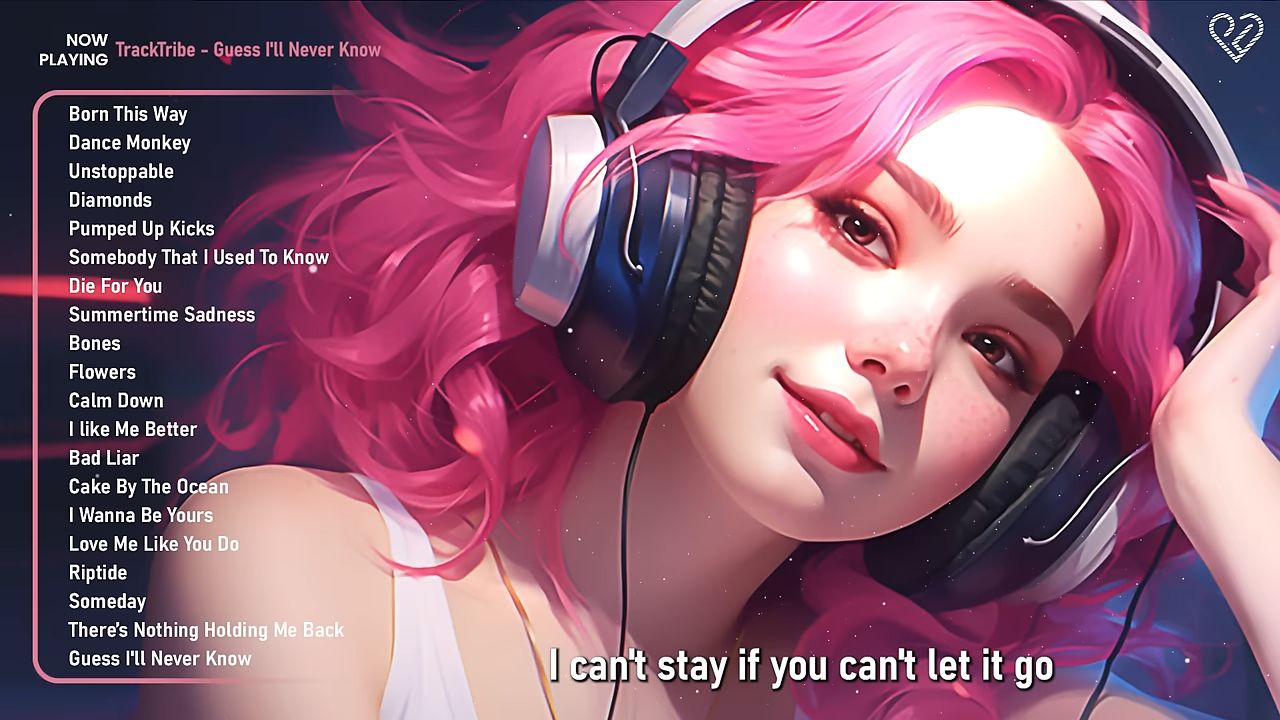 NOW
PLAYING
TrackTribe - Guess I'll Never Know
Born This Way
Dance Monkey
Unstoppable
Diamonds
Pumped Up Kicks
Somebody That I Used To Know
Die For You
Summertime Sadness
Bones
Flowers
Calm Down
I like Me Better
Bad Liar
Cake By The Ocean
I Wanna Be Yours
Love Me Like You Do
Riptide
Someday
There's Nothing Holding Me Back
Guess I'll Never Know
I can't stay if you can't let it go